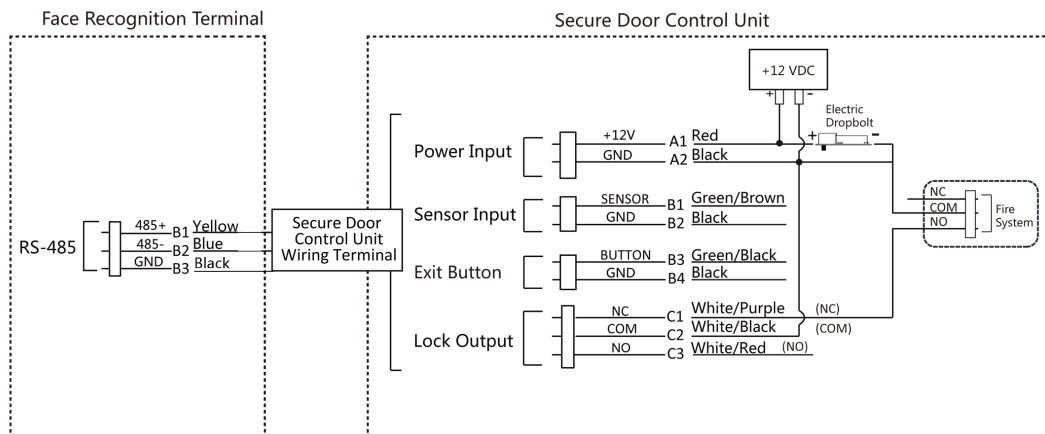 Face Recognition Terminal
Secure Door Control Unit
+12 VDC
+ -
Electric
Dropbolt
+ -
Power Input
+12V A1 Red
GND A2 Black
Sensor Input
SENSOR B1 Green/Brown
GND B2 Black
NC
COM
NO
Fire
System
RS-485
485+ B1 Yellow
485- B2 Blue
GND B3 Black
Secure Door
Control Unit
Wiring Terminal
Exit Button
BUTTON B3 Green/Black
GND B4 Black
Lock Output
NC C1 White/Purple (NC)
COM C2 White/Black (COM)
NO C3 White/Red (NO)